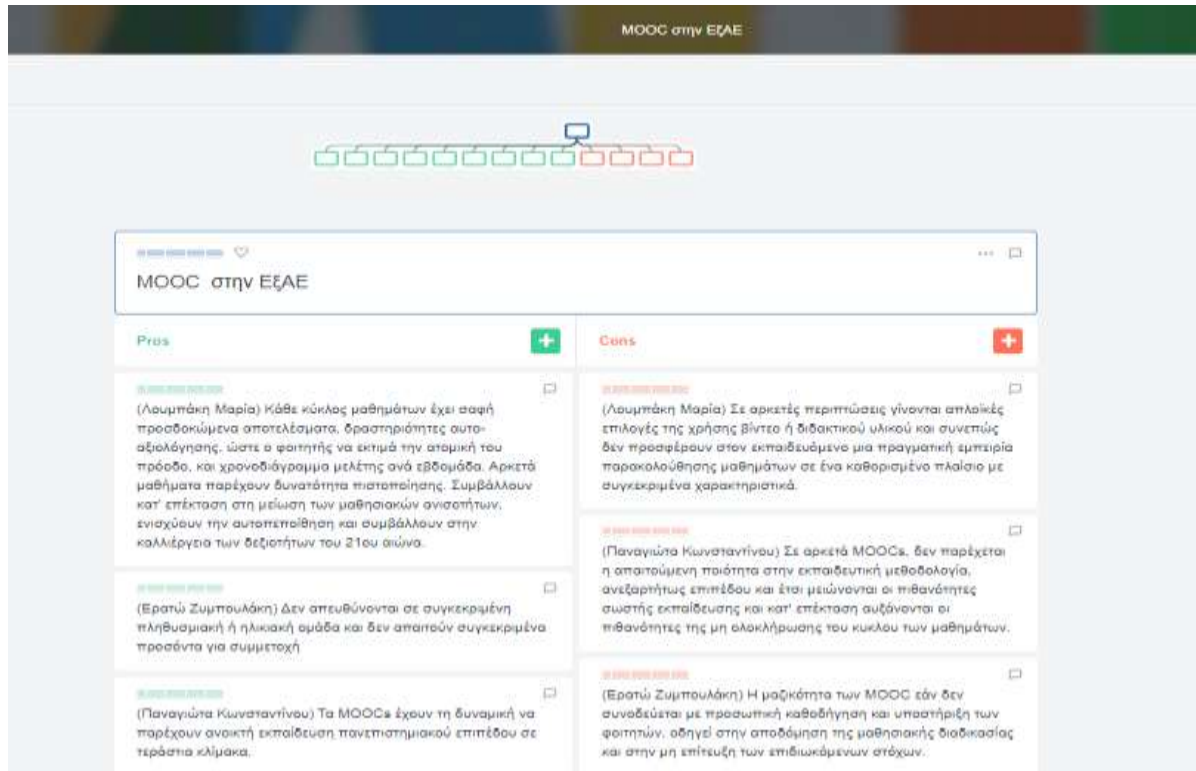 MOOC στην ΕξΑΕ
MOOC στην ΕξΑΕ
Pros
(Λουμπάκη Μαρία) Κάθε κύκλος μαθημάτων έχει σαφή
προσδοκώμενα αποτελέσματα, δραστηριότητες αυτο-
αξιολόγησης, ώστε ο φοιτητής να εκτιμά την ατομική του
πρόοδο, και χρονοδιάγραμμα μελέτης ανά εβδομάδα. Αρκετά
μαθήματα παρέχουν δυνατότητα πιστοποίησης. Συμβάλλουν
κατ' επέκταση στη μείωση των μαθησιακών ανισοτήτων,
ενισχύουν την αυτοπεποίθηση και συμβάλλουν στην
καλλιέργεια των δεξιοτήτων του 21ου αιώνα.
(Ερατώ Ζυμπουλάκη) Δεν απευθύνονται σε συγκεκριμένη
πληθυσμιακή ή ηλικιακή ομάδα και δεν απαιτούν συγκεκριμένα
προσόντα για συμμετοχή
(Παναγιώτα Κωνσταντίνου) Τα MOOCs έχουν τη δυναμική να
παρέχουν ανοικτή εκπαίδευση πανεπιστημιακού επιπέδου σε
τεράστια κλίμακα.
Cons
(Λουμπάκη Μαρία) Σε αρκετές περιπτώσεις γίνονται απλοϊκές
επιλογές της χρήσης βίντεο ή διδακτικού υλικού και συνεπώς
δεν προσφέρουν στον εκπαιδευόμενο μια πραγματική εμπειρία
παρακολούθησης μαθημάτων σε ένα καθορισμένο πλαίσιο με
συγκεκριμένα χαρακτηριστικά.
(Παναγιώτα Κωνσταντίνου) Σε αρκετά MOOCs, δεν παρέχεται
η απαιτούμενη ποιότητα στην εκπαιδευτική μεθοδολογία,
ανεξαρτήτως επιπέδου και έτσι μειώνονται οι πιθανότητες
σωστής εκπαίδευσης και κατ' επέκταση αυξάνονται οι
πιθανότητες της μη ολοκλήρωσης του κυκλου των μαθημάτων.
(Ερατώ Ζυμπουλάκη) Η μαζικότητα των MOOC εάν δεν
συνοδεύεται με προσωπική καθοδήγηση και υποστήριξη των
φοιτητών, οδηγεί στην αποδόμηση της μαθησιακής διαδικασίας
και στην μη επίτευξη των επιδιωκόμενων στόχων.